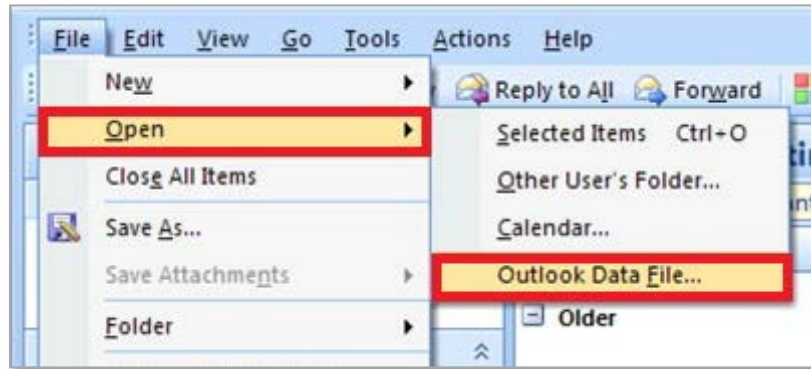 File Edit View Go Tools Actions Help
New
Reply to All Forward
Open
Selected Items Ctrl+O
Close All Items
Other User's Folder...
Save As...
Calendar...
Save Attachments
Outlook Data File...
Folder
Older